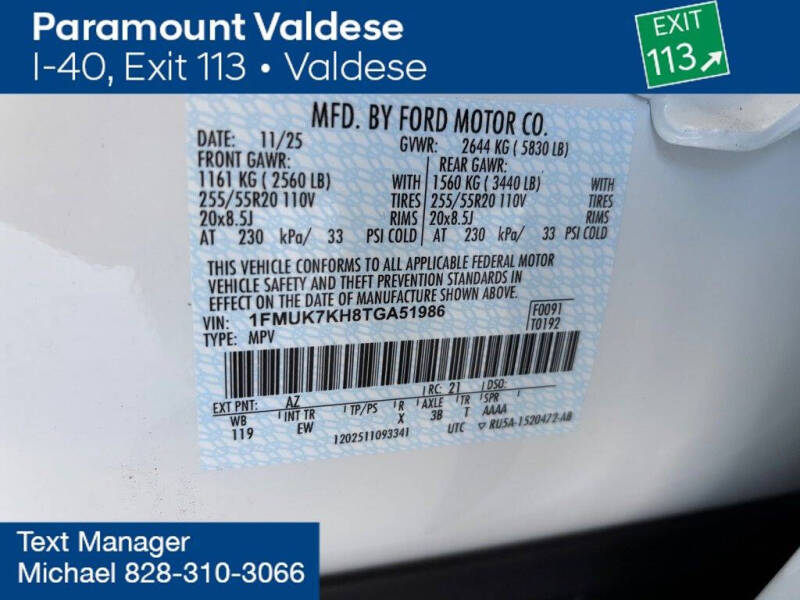 Paramount Valdese
I-40, Exit 113 • Valdese
EXIT
113
MFD. BY FORD MOTOR CO.
DATE: 11/25 GVWR: 2644 KG ( 5830 LB)
FRONT GAWR: REAR GAWR:
1161 KG ( 2560 LB) WITH 1560 KG ( 3440 LB) WITH
255/55R20 110V TIRES 255/55R20 110V TIRES
20x8.5J RIMS 20x8.5J RIMS
AT 230 kPa/ 33 PSI COLD AT 230 kPa/ 33 PSI COLD
THIS VEHICLE CONFORMS TO ALL APPLICABLE FEDERAL MOTOR
VEHICLE SAFETY AND THEFT PREVENTION STANDARDS IN
EFFECT ON THE DATE OF MANUFACTURE SHOWN ABOVE.
VIN: 1FMUK7KH8TGA51986 F0091
TYPE: MPV T0192
EXT PNT: AZ RC: 21 DSO:
WB INT TR TP/PS R AXLE TR SPR
119 EW X 3B T AAAA
1202511093341 UTC ▽ RU5A-1520472-AB
Text Manager
Michael 828-310-3066